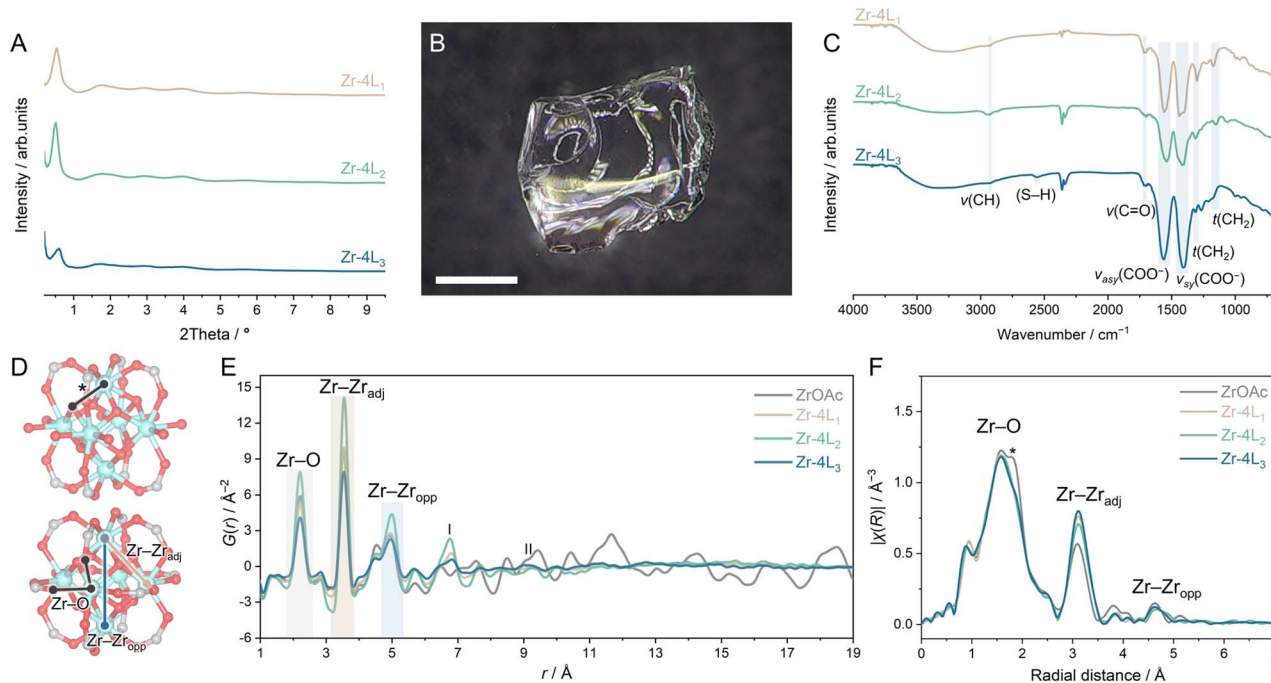 A
Intensity / arb.units
Zr-4L₁
Zr-4L₂
Zr-4L₃
1 2 3 4 5 6 7 8 9
2Theta / °
B
C
Intensity / arb.units
Zr-4L₁
Zr-4L₂
Zr-4L₃
ν(CH)
(S–H)
ν(C=O)
t(CH₂)
t(CH₂)
νasy(COO⁻)
νsy(COO⁻)
4000 3500 3000 2500 2000 1500 1000
Wavenumber / cm⁻¹
D
*
Zr–Zradj
Zr–O
Zr–Zropp
E
G(r) / Å⁻²
15
12
9
6
3
0
-3
-6
Zr–O
Zr–Zradj
Zr–Zropp
I
II
ZrOAc
Zr-4L₁
Zr-4L₂
Zr-4L₃
1 3 5 7 9 11 13 15 17 19
r / Å
F
|χ(R)| / Å⁻³
1.5
1.0
0.5
0.0
Zr–O
*
Zr–Zradj
Zr–Zropp
ZrOAc
Zr-4L₁
Zr-4L₂
Zr-4L₃
0 1 2 3 4 5 6 7
Radial distance / Å